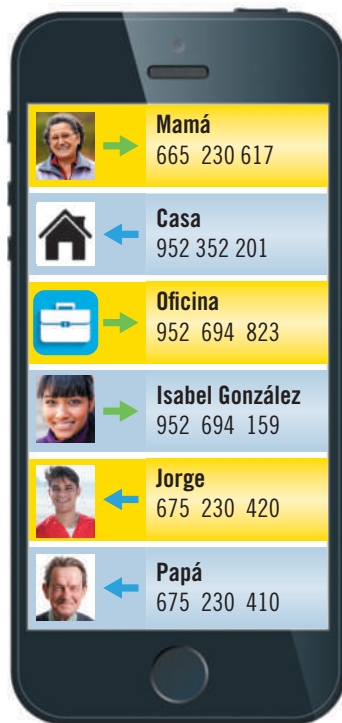 Mamá
665 230 617
Casa
952 352 201
Oficina
952 694 823
Isabel González
952 694 159
Jorge
675 230 420
Papá
675 230 410